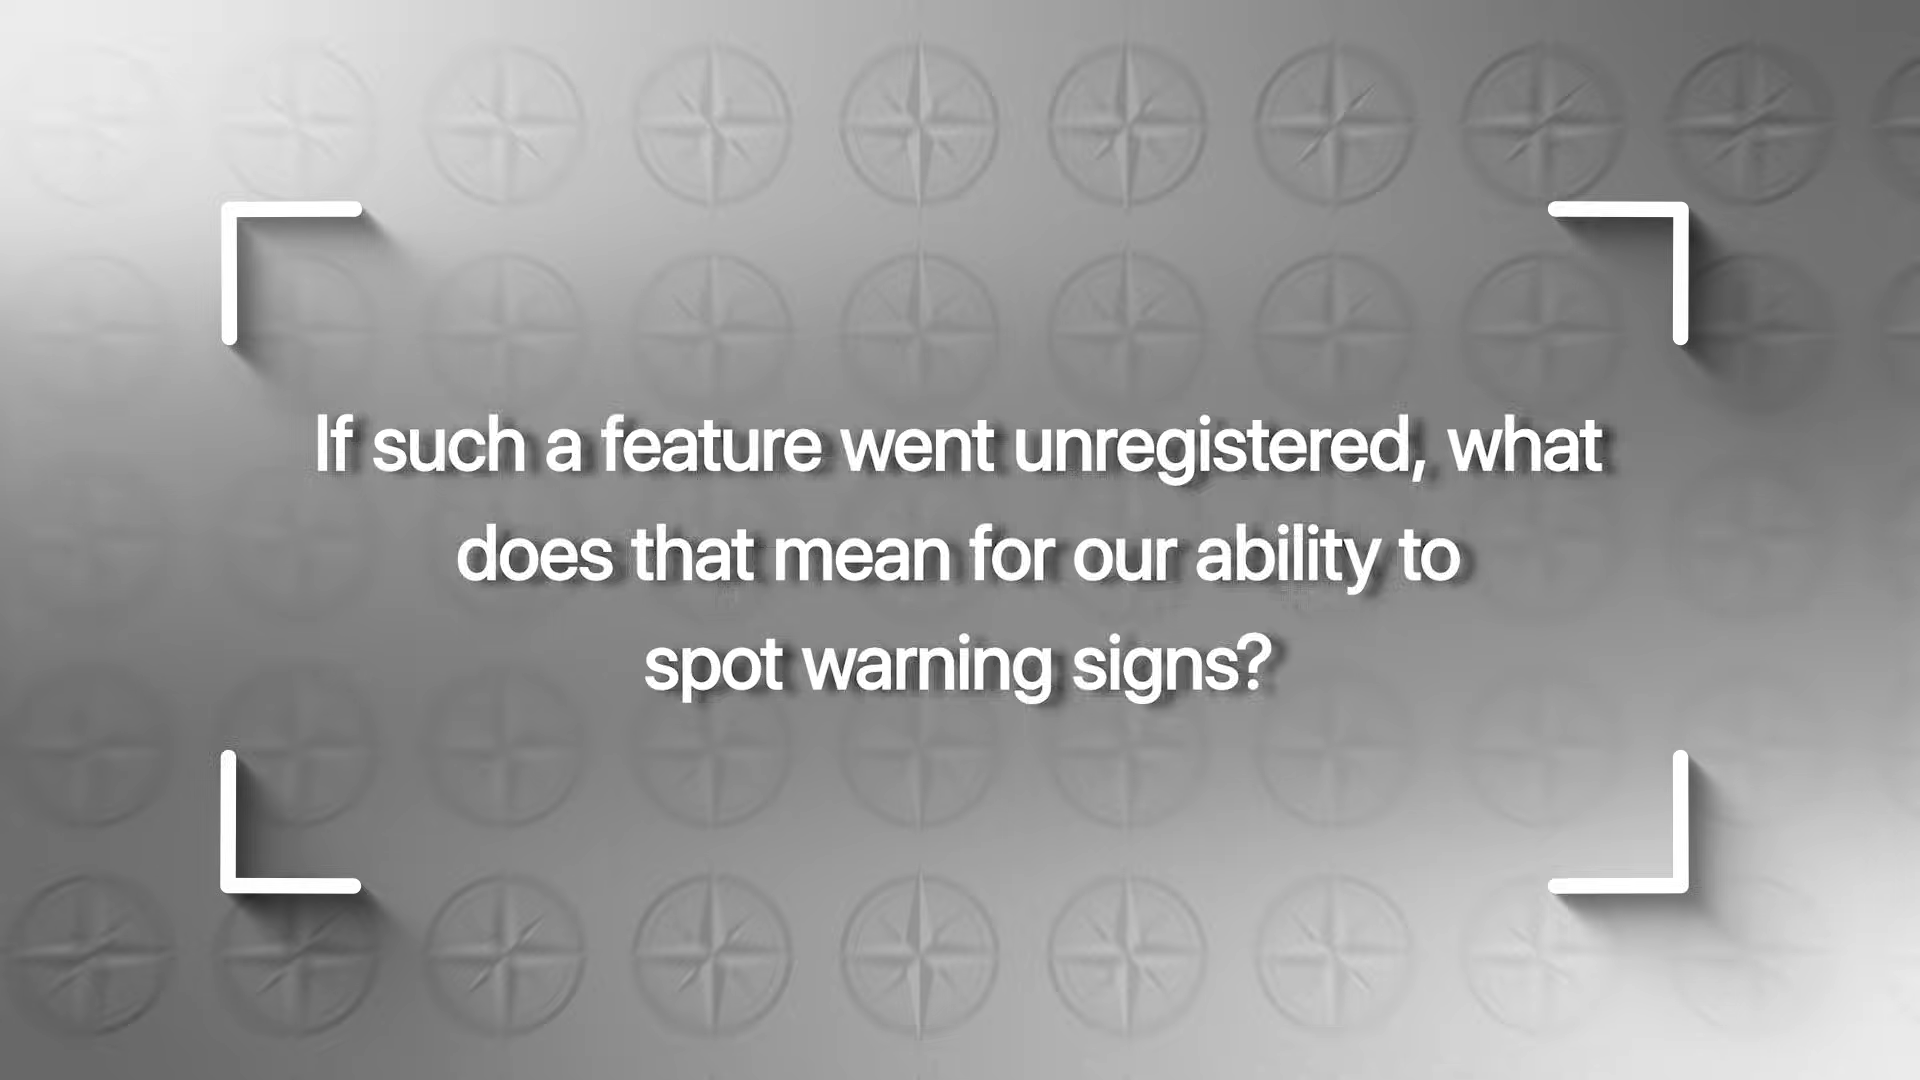 If such a feature went unregistered, what
does that mean for our ability to
spot warning signs?